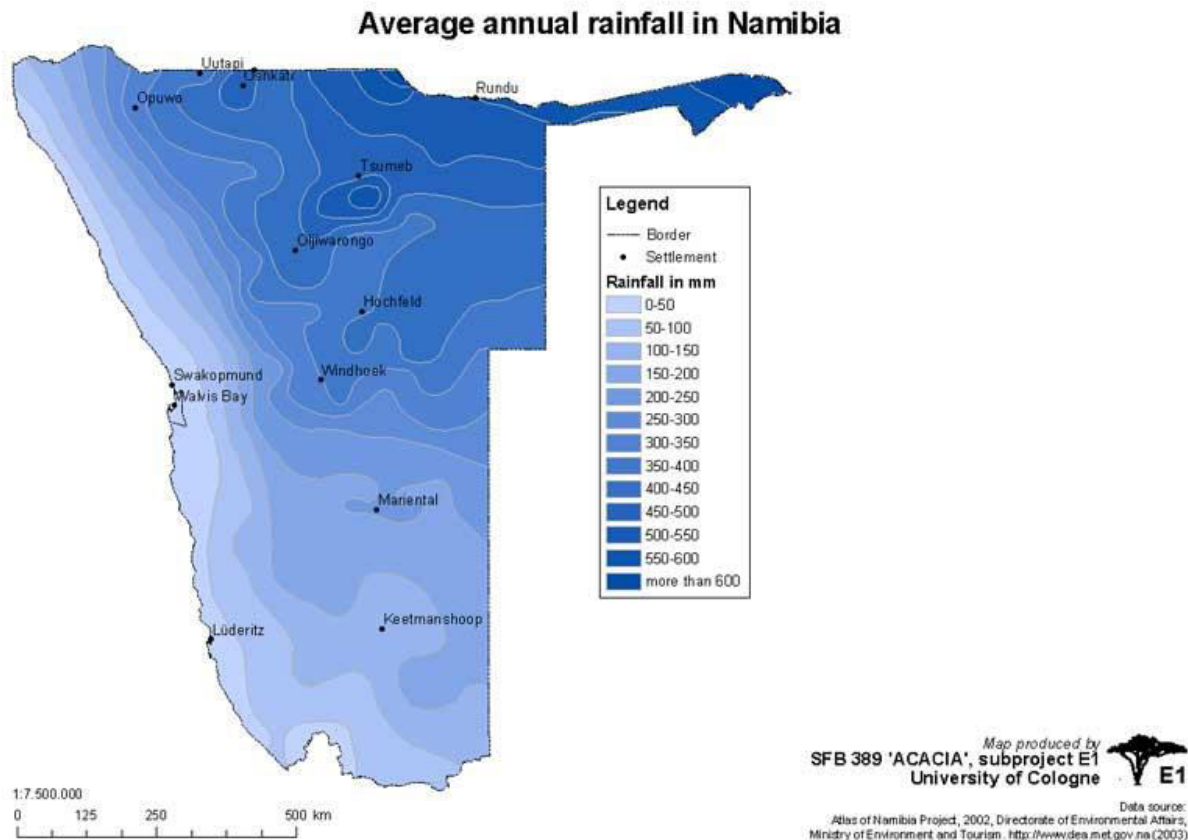 Average annual rainfall in Namibia
Uutapi
Oshkati
Opuwo
Rundu
Tsumeb
Otjiwarongo
Hochfeld
Windhoek
Swakopmund
Walvis Bay
Mariental
Keetmanshoop
Lüderitz
Legend
Border
Settlement
Rainfall in mm
0-50
50-100
100-150
150-200
200-250
250-300
300-350
350-400
400-450
450-500
500-550
550-600
more than 600
1:7.500.000
0 125 250 500 km
Map produced by
SFB 389 'ACACIA', subproject E1
University of Cologne
E1
Data source:
Atlas of Namibia Project, 2002, Directorate of Environmental Affairs,
Ministry of Environment and Tourism, http://www.dea.met.gov.na (2003)